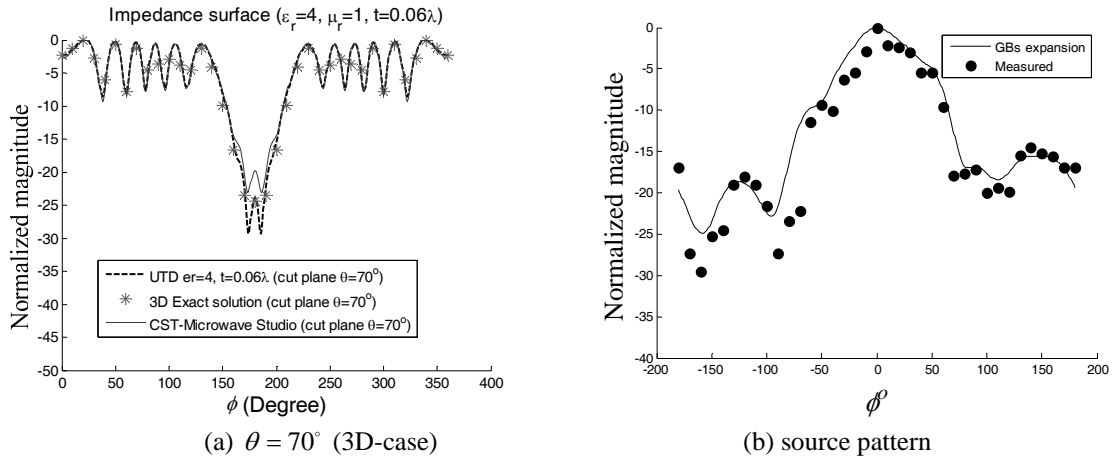 Impedance surface (εr=4, μr=1, t=0.06λ)
Normalized magnitude
0
-5
-10
-15
-20
-25
-30
-35
-40
-45
-50
UTD er=4, t=0.06λ (cut plane θ=70º)
3D Exact solution (cut plane θ=70º)
CST-Microwave Studio (cut plane θ=70º)
0 50 100 150 200 250 300 350 400
ϕ (Degree)
(a) θ = 70° (3D-case)
Normalized magnitude
0
-5
-10
-15
-20
-25
-30
-35
-40
GBs expansion
Measured
-200 -150 -100 -50 0 50 100 150 200
ϕº
(b) source pattern